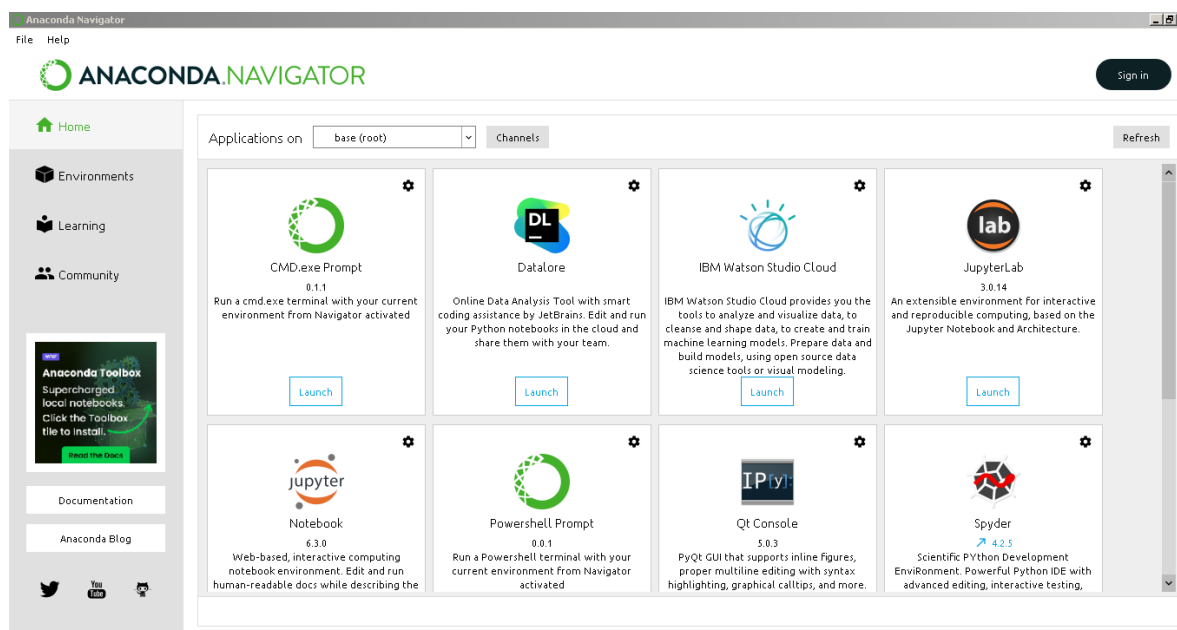 Anaconda Navigator
File Help
ANACONDA.NAVIGATOR
Sign in
Home
Environments
Learning
Community
NEW
Anaconda Toolbox
Supercharged
local notebooks.
Click the Toolbox
tile to Install.
Read the Docs
Documentation
Anaconda Blog
You
Tube
Applications on base (root) Channels Refresh
CMD.exe Prompt
0.1.1
Run a cmd.exe terminal with your current
environment from Navigator activated
Launch
DL
Datalore
Online Data Analysis Tool with smart
coding assistance by JetBrains. Edit and run
your Python notebooks in the cloud and
share them with your team.
Launch
IBM Watson Studio Cloud
IBM Watson Studio Cloud provides you the
tools to analyze and visualize data, to
cleanse and shape data, to create and train
machine learning models. Prepare data and
build models, using open source data
science tools or visual modeling.
Launch
lab
JupyterLab
3.0.14
An extensible environment for interactive
and reproducible computing, based on the
Jupyter Notebook and Architecture.
Launch
jupyter
Notebook
6.3.0
Web-based, interactive computing
notebook environment. Edit and run
human-readable docs while describing the
Powershell Prompt
0.0.1
Run a Powershell terminal with your
current environment from Navigator
activated
IP[y]:
Qt Console
5.0.3
PyQt GUI that supports inline figures,
proper multiline editing with syntax
highlighting, graphical calltips, and more.
Spyder
4.2.5
Scientific PYthon Development
EnviRonment. Powerful Python IDE with
advanced editing, interactive testing,